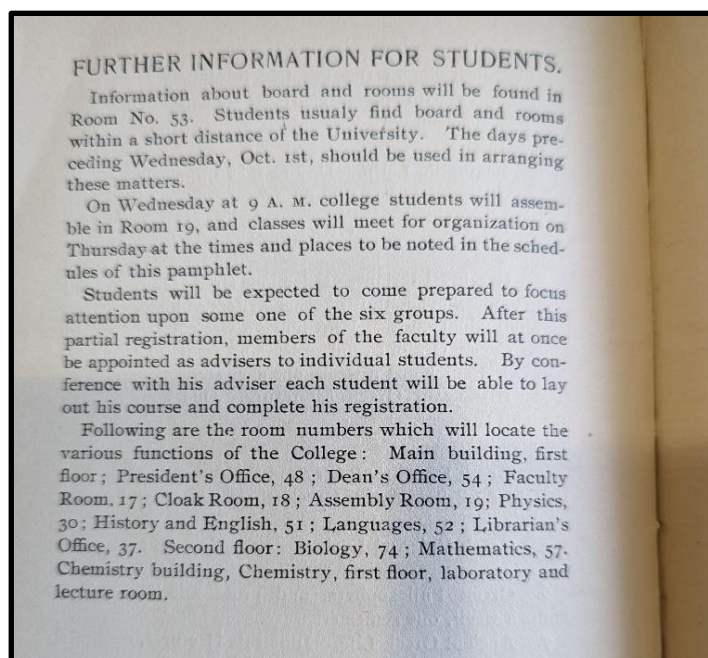 FURTHER INFORMATION FOR STUDENTS.
Information about board and rooms will be found in
Room No. 53. Students usualy find board and rooms
within a short distance of the University. The days pre-
ceding Wednesday, Oct. 1st, should be used in arranging
these matters.
On Wednesday at 9 A. M. college students will assem-
ble in Room 19, and classes will meet for organization on
Thursday at the times and places to be noted in the sched-
ules of this pamphlet.
Students will be expected to come prepared to focus
attention upon some one of the six groups. After this
partial registration, members of the faculty will at once
be appointed as advisers to individual students. By con-
ference with his adviser each student will be able to lay
out his course and complete his registration.
Following are the room numbers which will locate the
various functions of the College : Main building, first
floor ; President's Office, 48 ; Dean's Office, 54 ; Faculty
Room, 17 ; Cloak Room, 18 ; Assembly Room, 19; Physics,
30 ; History and English, 51 ; Languages, 52 ; Librarian's
Office, 37. Second floor : Biology, 74 ; Mathematics, 57.
Chemistry building, Chemistry, first floor, laboratory and
lecture room.